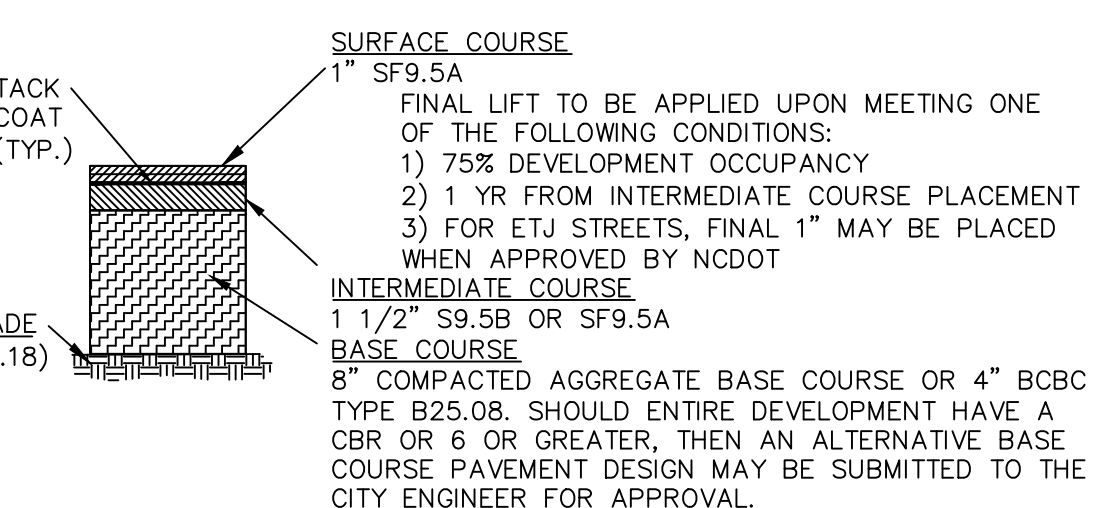 SURFACE COURSE
1” SF9.5A
FINAL LIFT TO BE APPLIED UPON MEETING ONE
OF THE FOLLOWING CONDITIONS:
1) 75% DEVELOPMENT OCCUPANCY
2) 1 YR FROM INTERMEDIATE COURSE PLACEMENT
3) FOR ETJ STREETS, FINAL 1” MAY BE PLACED
WHEN APPROVED BY NCDOT
INTERMEDIATE COURSE
1 1/2” S9.5B OR SF9.5A
BASE COURSE
8” COMPACTED AGGREGATE BASE COURSE OR 4” BCBC
TYPE B25.08. SHOULD ENTIRE DEVELOPMENT HAVE A
CBR OR 6 OR GREATER, THEN AN ALTERNATIVE BASE
COURSE PAVEMENT DESIGN MAY BE SUBMITTED TO THE
CITY ENGINEER FOR APPROVAL.
TACK
COAT
(TYP.)
ADE
.18)